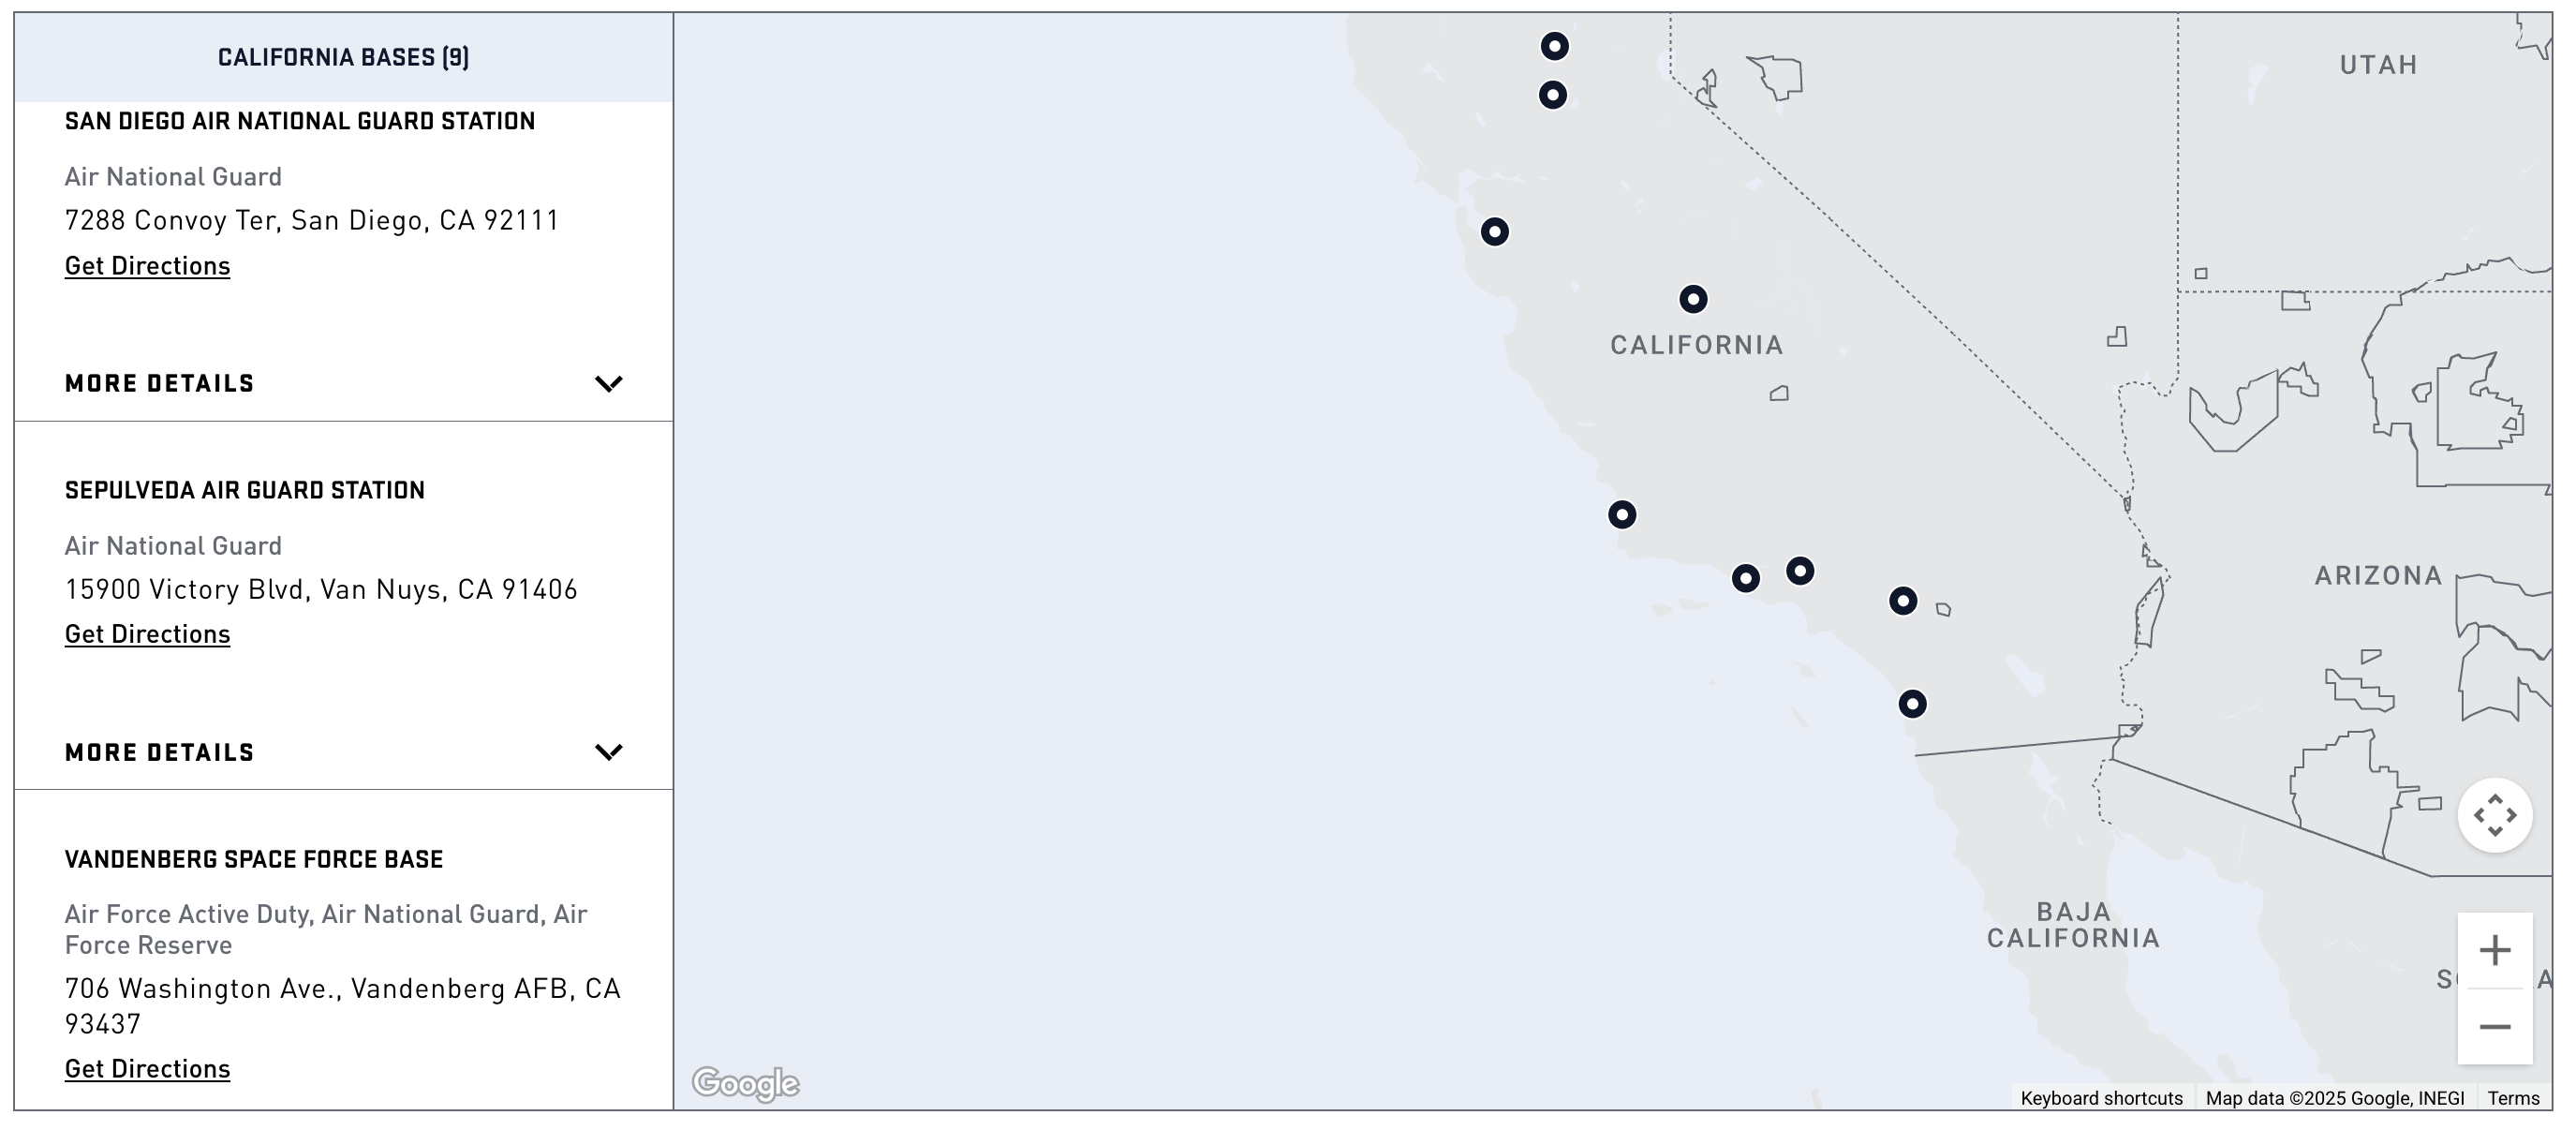 CALIFORNIA BASES (9)
SAN DIEGO AIR NATIONAL GUARD STATION
Air National Guard
7288 Convoy Ter, San Diego, CA 92111
Get Directions
MORE DETAILS
SEPULVEDA AIR GUARD STATION
Air National Guard
15900 Victory Blvd, Van Nuys, CA 91406
Get Directions
MORE DETAILS
VANDENBERG SPACE FORCE BASE
Air Force Active Duty, Air National Guard, Air
Force Reserve
706 Washington Ave., Vandenberg AFB, CA
93437
Get Directions
UTAH
CALIFORNIA
ARIZONA
BAJA
CALIFORNIA
Google
Keyboard shortcuts
Map data ©2025 Google, INEGI
Terms